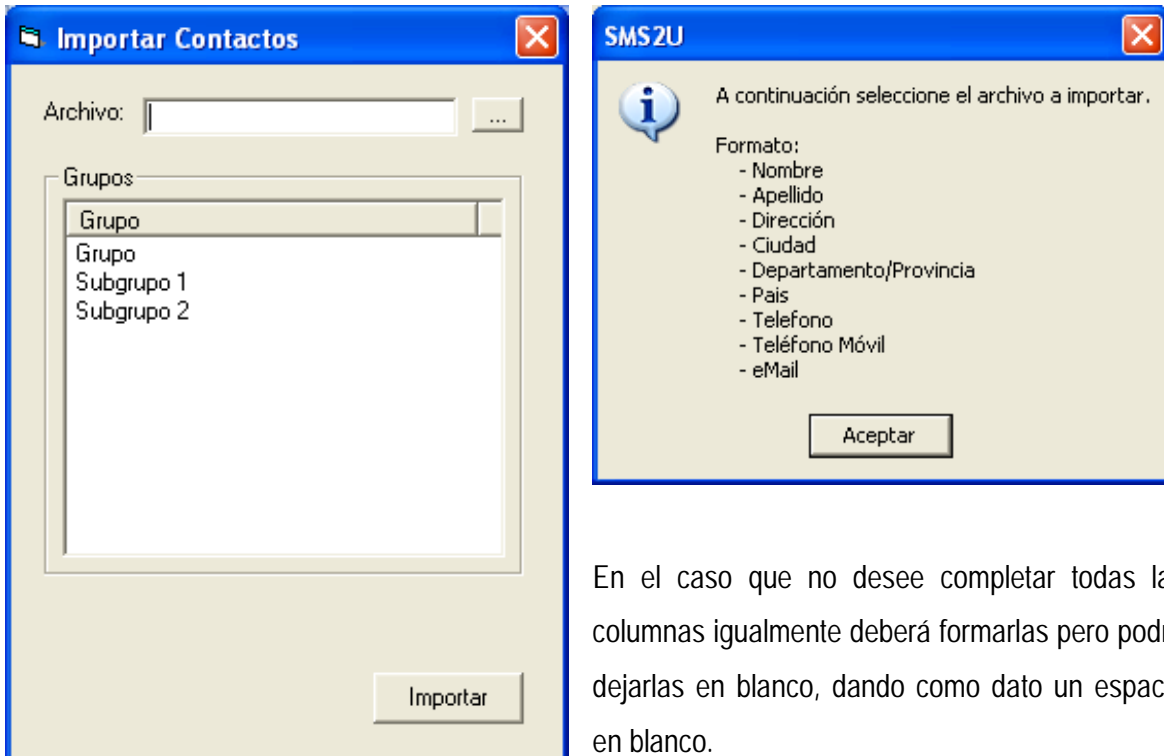 Importar Contactos
Archivo:
...
Grupos
Grupo
Grupo
Subgrupo 1
Subgrupo 2
Importar
SMS2U
A continuación seleccione el archivo a importar.
Formato:
- Nombre
- Apellido
- Dirección
- Ciudad
- Departamento/Provincia
- Pais
- Telefono
- Teléfono Móvil
- eMail
Aceptar
En el caso que no desee completar todas la
columnas igualmente deberá formarlas pero pod
dejarlas en blanco, dando como dato un espac
en blanco.